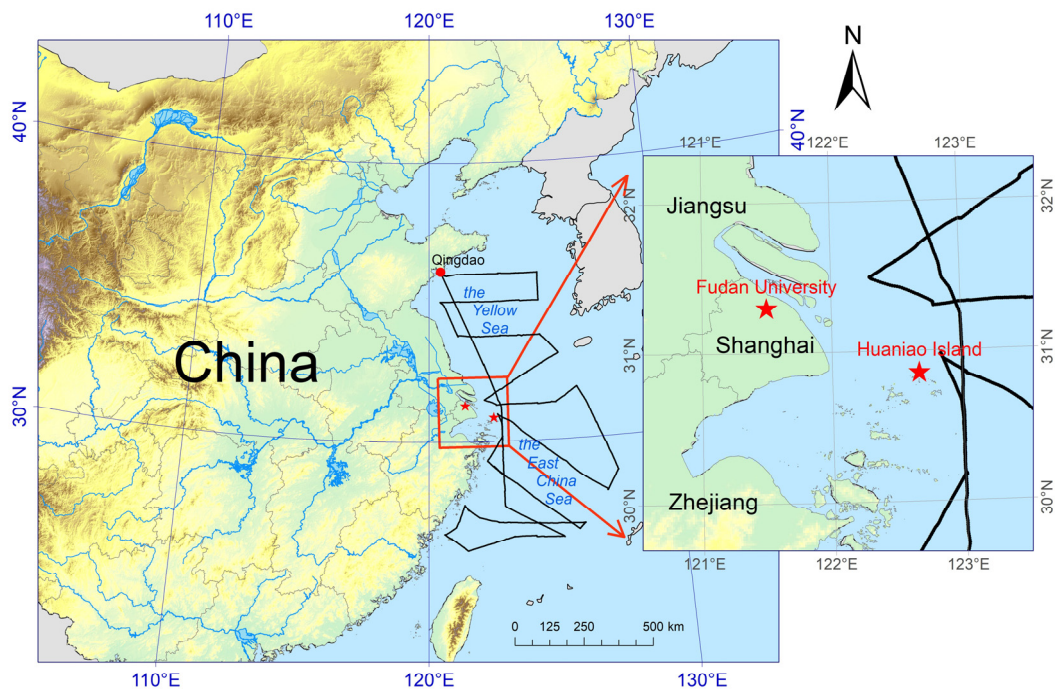 110°E
120°E
130°E
N
40°N
40°N
121°E
122°E
123°E
32°N
32°N
Jiangsu
Qingdao
Fudan University
the
Yellow
Sea
China
Shanghai
Huaniao Island
31°N
31°N
30°N
the
East
China
Sea
30°N
30°N
Zhejiang
121°E
122°E
123°E
0 125 250 500 km
110°E
120°E
130°E